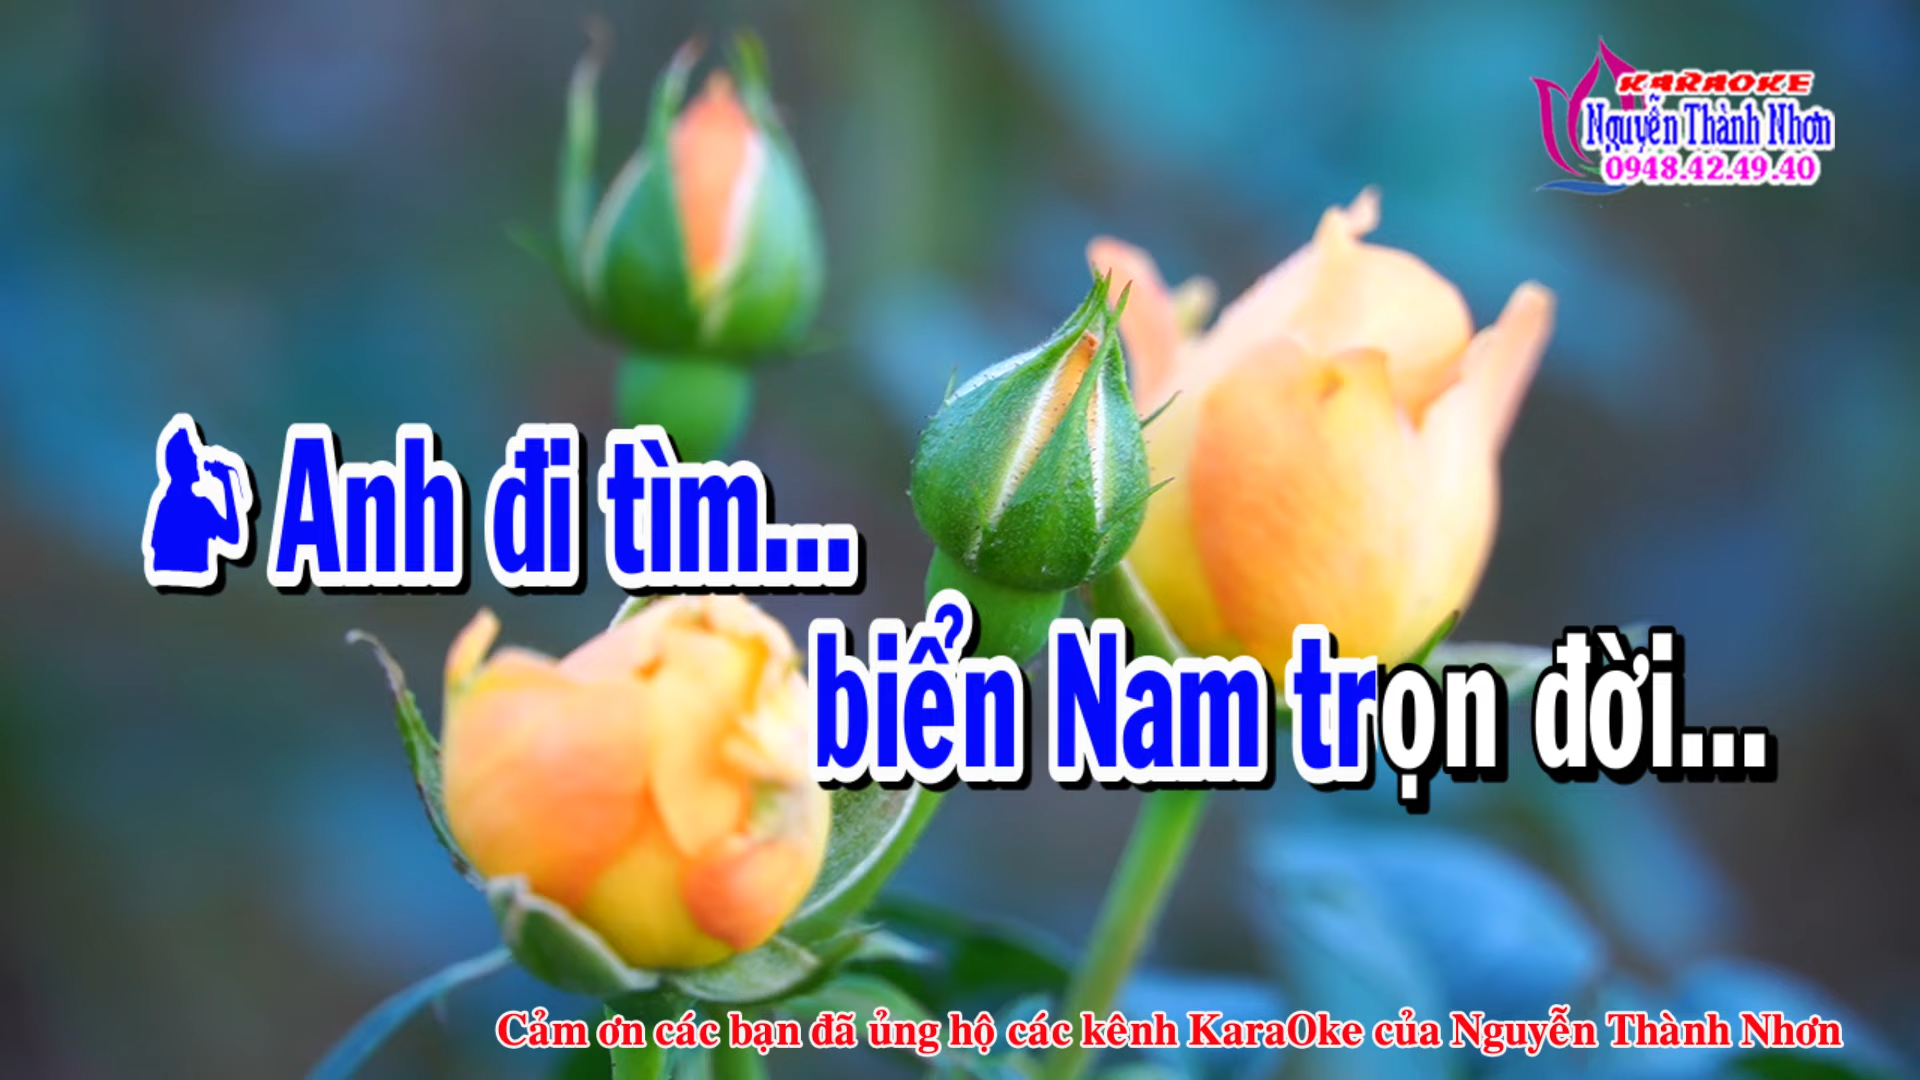 KARAOKE
Nguyễn Thành Nhơn
0948.42.49.40
Anh đi tìm...
biển Nam trọn đời...
Cảm ơn các bạn đã ủng hộ các kênh KaraOke của Nguyễn Thành Nhơn